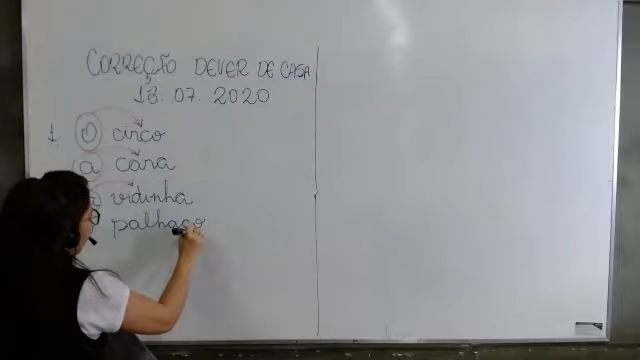 CORREÇÃO DEVER DE CASA
13.07.2020
1 O circo
a cara
vidinha
palhaço